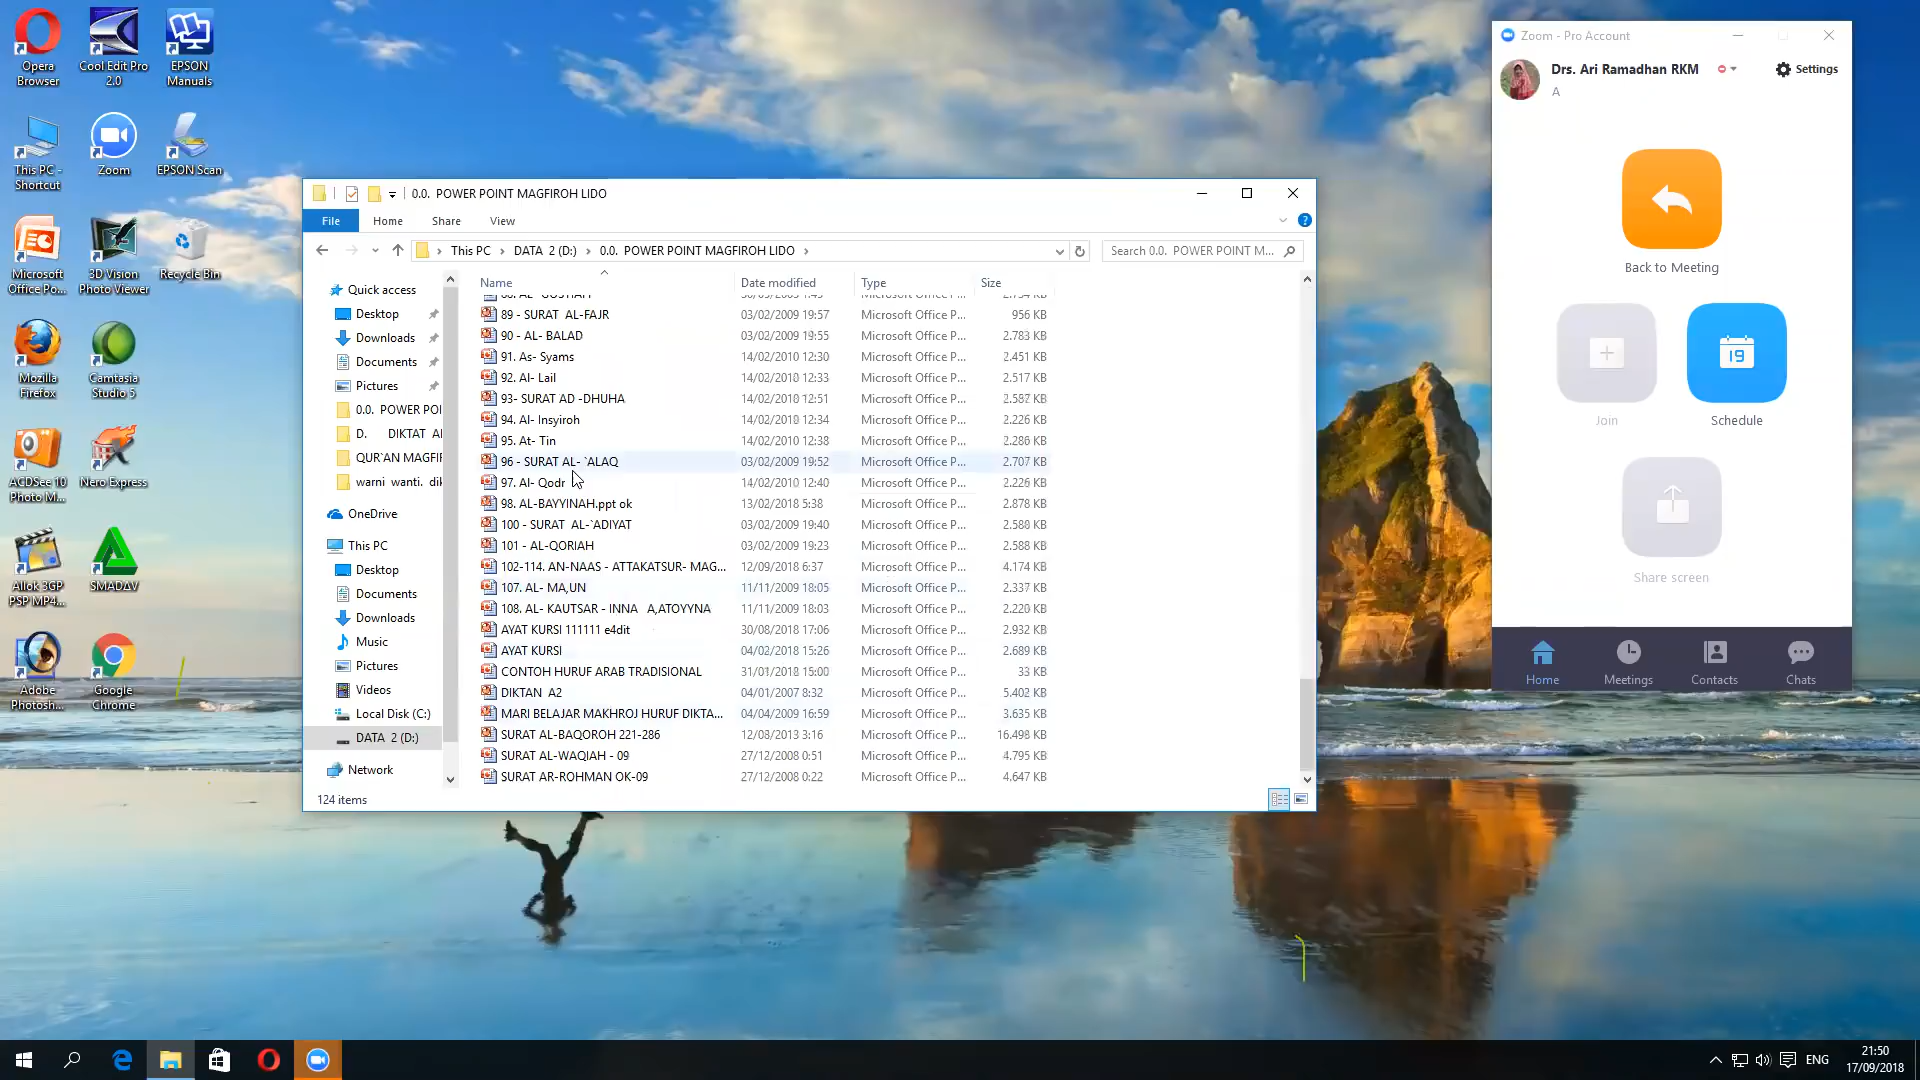 Opera
Browser
Cool Edit Pro
2.0
EPSON
Manuals
This PC -
Shortcut
Zoom
EPSON Scan
Microsoft
Office Po...
3D Vision
Photo Viewer
Recycle Bin
Mozilla
Firefox
Camtasia
Studio 5
ACDSee 10
Photo M...
Nero Express
Allok 3GP
PSP MP4...
SMADΔV
Adobe
Photosh...
Google
Chrome
0.0. POWER POINT MAGFIROH LIDO
File Home Share View
This PC DATA 2 (D:) 0.0. POWER POINT MAGFIROH LIDO
Search 0.0. POWER POINT M...
Quick access
Desktop
Downloads
Documents
Pictures
0.0. POWER POI
D. DIKTAT Al
QUR`AN MAGFIR
warni wanti. dik
OneDrive
This PC
Desktop
Documents
Downloads
Music
Pictures
Videos
Local Disk (C:)
DATA 2 (D:)
Network
Name Date modified Type Size
89 - SURAT AL-FAJR 03/02/2009 19:57 Microsoft Office P... 956 KB
90 - AL- BALAD 03/02/2009 19:55 Microsoft Office P... 2.783 KB
91. As- Syams 14/02/2010 12:30 Microsoft Office P... 2.451 KB
92. Al- Lail 14/02/2010 12:33 Microsoft Office P... 2.517 KB
93- SURAT AD -DHUHA 14/02/2010 12:51 Microsoft Office P... 2.587 KB
94. Al- Insyiroh 14/02/2010 12:34 Microsoft Office P... 2.226 KB
95. At- Tin 14/02/2010 12:38 Microsoft Office P... 2.286 KB
96 - SURAT AL- `ALAQ 03/02/2009 19:52 Microsoft Office P... 2.707 KB
97. Al- Qodr 14/02/2010 12:40 Microsoft Office P... 2.226 KB
98. AL-BAYYINAH.ppt ok 13/02/2018 5:38 Microsoft Office P... 2.878 KB
100 - SURAT AL-`ADIYAT 03/02/2009 19:40 Microsoft Office P... 2.588 KB
101 - AL-QORIAH 03/02/2009 19:23 Microsoft Office P... 2.588 KB
102-114. AN-NAAS - ATTAKATSUR- MAG... 12/09/2018 6:37 Microsoft Office P... 4.174 KB
107. AL- MA,UN 11/11/2009 18:05 Microsoft Office P... 2.337 KB
108. AL- KAUTSAR - INNA A,ATOYYNA 11/11/2009 18:03 Microsoft Office P... 2.220 KB
AYAT KURSI 111111 e4dit 30/08/2018 17:06 Microsoft Office P... 2.932 KB
AYAT KURSI 04/02/2018 15:26 Microsoft Office P... 2.689 KB
CONTOH HURUF ARAB TRADISIONAL 31/01/2018 15:00 Microsoft Office P... 33 KB
DIKTAN A2 04/01/2007 8:32 Microsoft Office P... 5.402 KB
MARI BELAJAR MAKHROJ HURUF DIKTA... 04/04/2009 16:59 Microsoft Office P... 3.635 KB
SURAT AL-BAQOROH 221-286 12/08/2013 3:16 Microsoft Office P... 16.498 KB
SURAT AL-WAQIAH - 09 27/12/2008 0:51 Microsoft Office P... 4.795 KB
SURAT AR-ROHMAN OK-09 27/12/2008 0:22 Microsoft Office P... 4.647 KB
124 items
Zoom - Pro Account
Drs. Ari Ramadhan RKM
A
Settings
Back to Meeting
Join
19
Schedule
Share screen
Home Meetings Contacts Chats
ENG
21:50
17/09/2018